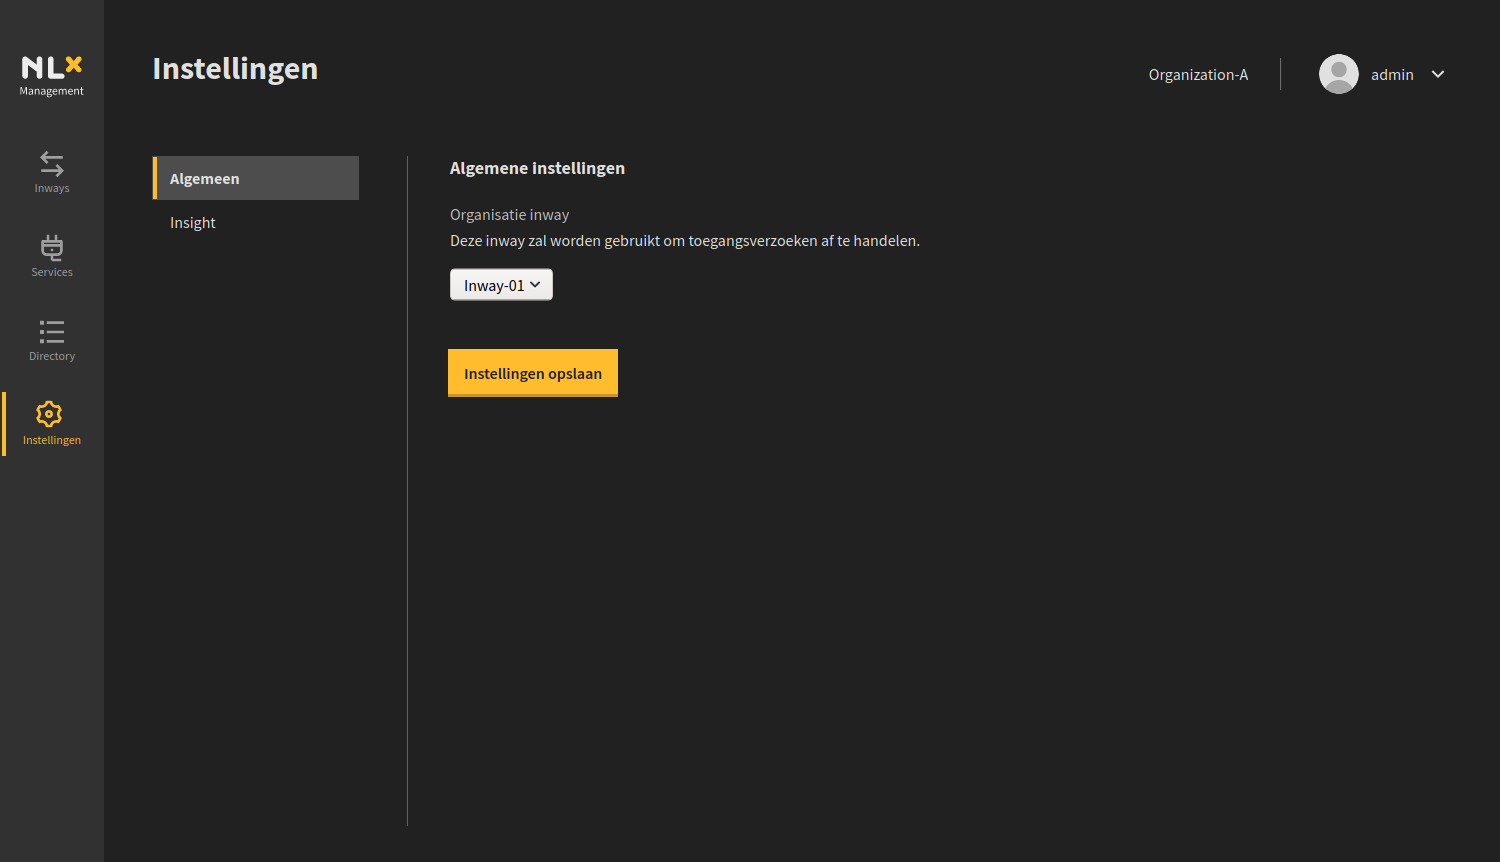 NLX
Management
Inways
Services
Directory
Instellingen
Instellingen
Organization-A
admin
Algemeen
Insight
Algemene instellingen
Organisatie inway
Deze inway zal worden gebruikt om toegangsverzoeken af te handelen.
Inway-01
Instellingen opslaan